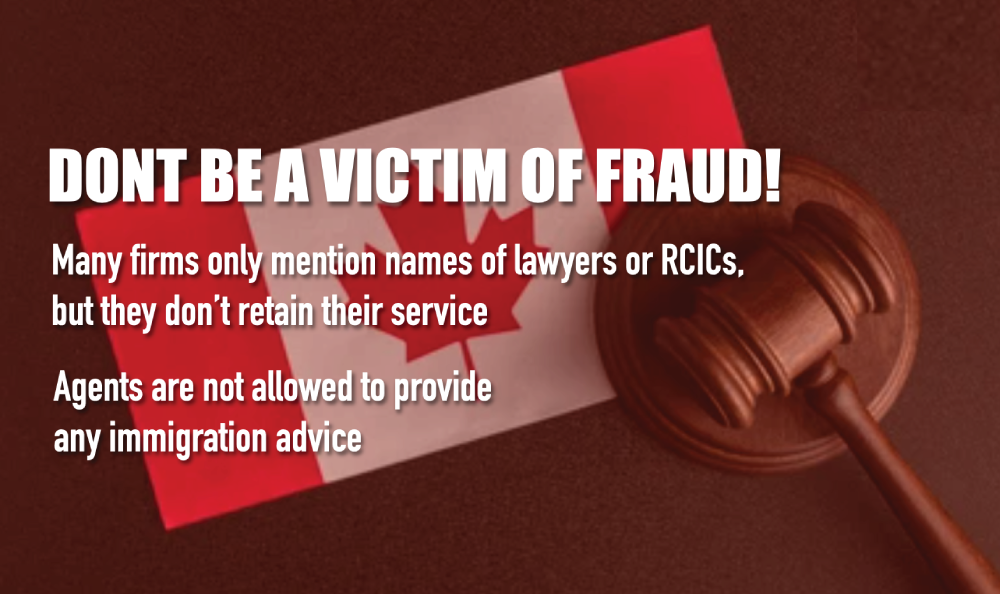 DONT BE A VICTIM OF FRAUD!
Many firms only mention names of lawyers or RCICs,
but they don’t retain their service
Agents are not allowed to provide
any immigration advice